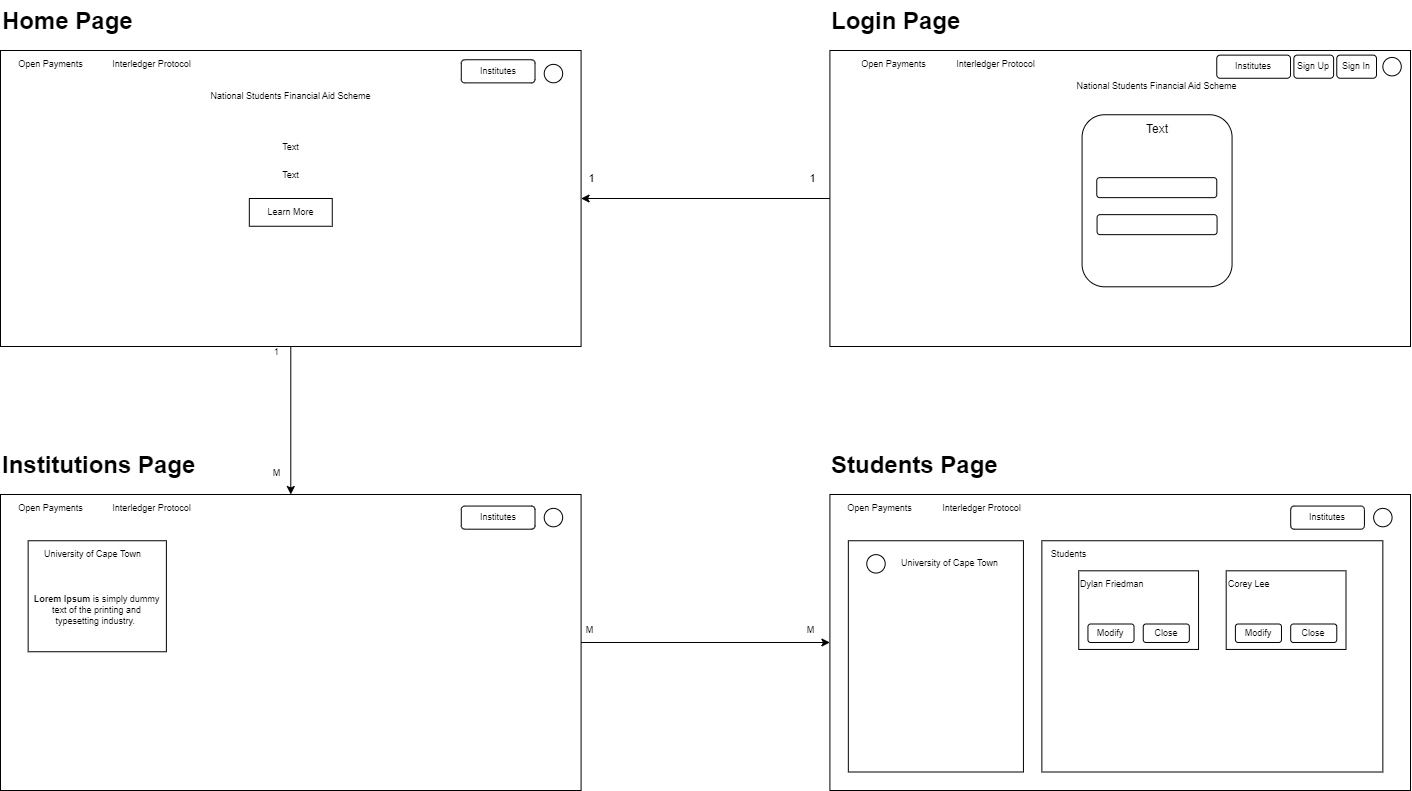 Home Page
Open Payments
Interledger Protocol
Institutes
National Students Financial Aid Scheme
Text
Text
Learn More
Login Page
Open Payments
Interledger Protocol
Institutes
Sign Up
Sign In
National Students Financial Aid Scheme
Text
1
1
1
M
Institutions Page
Open Payments
Interledger Protocol
Institutes
University of Cape Town
Lorem Ipsum is simply dummy
text of the printing and
typesetting industry.
M
M
Students Page
Open Payments
Interledger Protocol
Institutes
University of Cape Town
Students
Dylan Friedman
Modify
Close
Corey Lee
Modify
Close